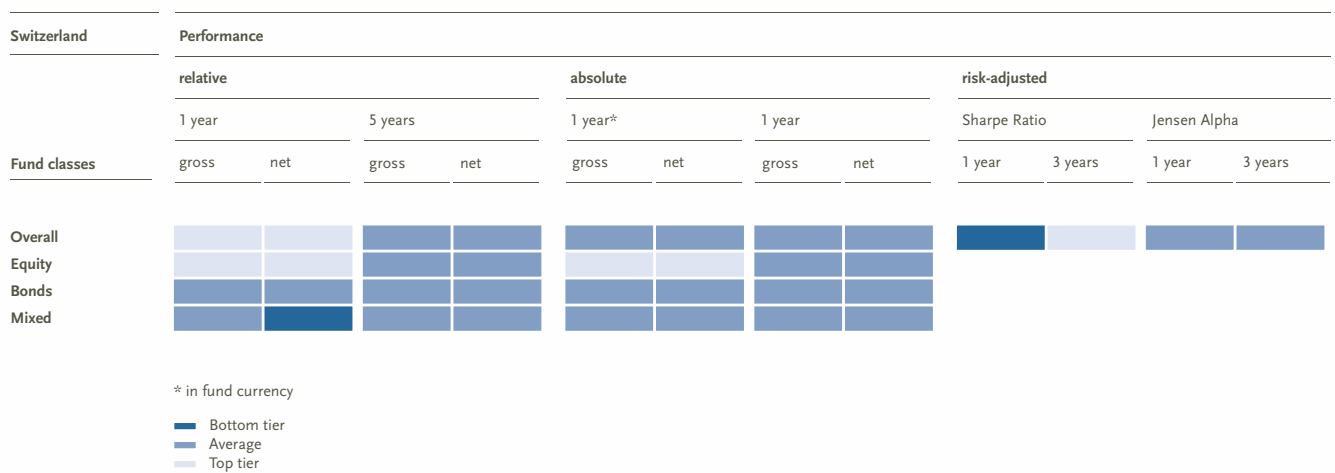 Switzerland Performance
relative absolute risk-adjusted
1 year 5 years 1 year* 1 year Sharpe Ratio Jensen Alpha
Fund classes gross net gross net gross net gross net 1 year 3 years 1 year 3 years
Overall
Equity
Bonds
Mixed
* in fund currency
Bottom tier
Average
Top tier